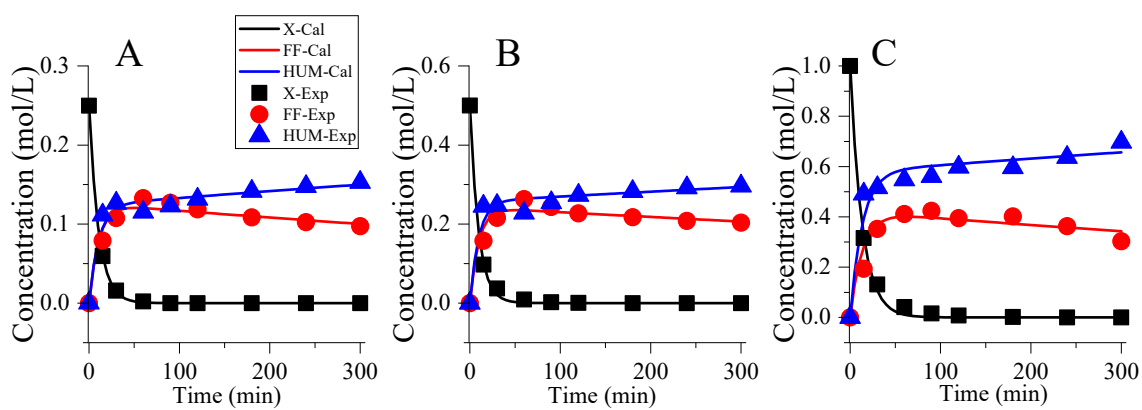 A
X-Cal
FF-Cal
HUM-Cal
X-Exp
FF-Exp
HUM-Exp
Concentration (mol/L)
0.3
0.2
0.1
0.0
0 100 200 300
Time (min)
B
Concentration (mol/L)
0.6
0.4
0.2
0.0
0 100 200 300
Time (min)
C
Concentration (mol/L)
1.0
0.8
0.6
0.4
0.2
0.0
0 100 200 300
Time (min)